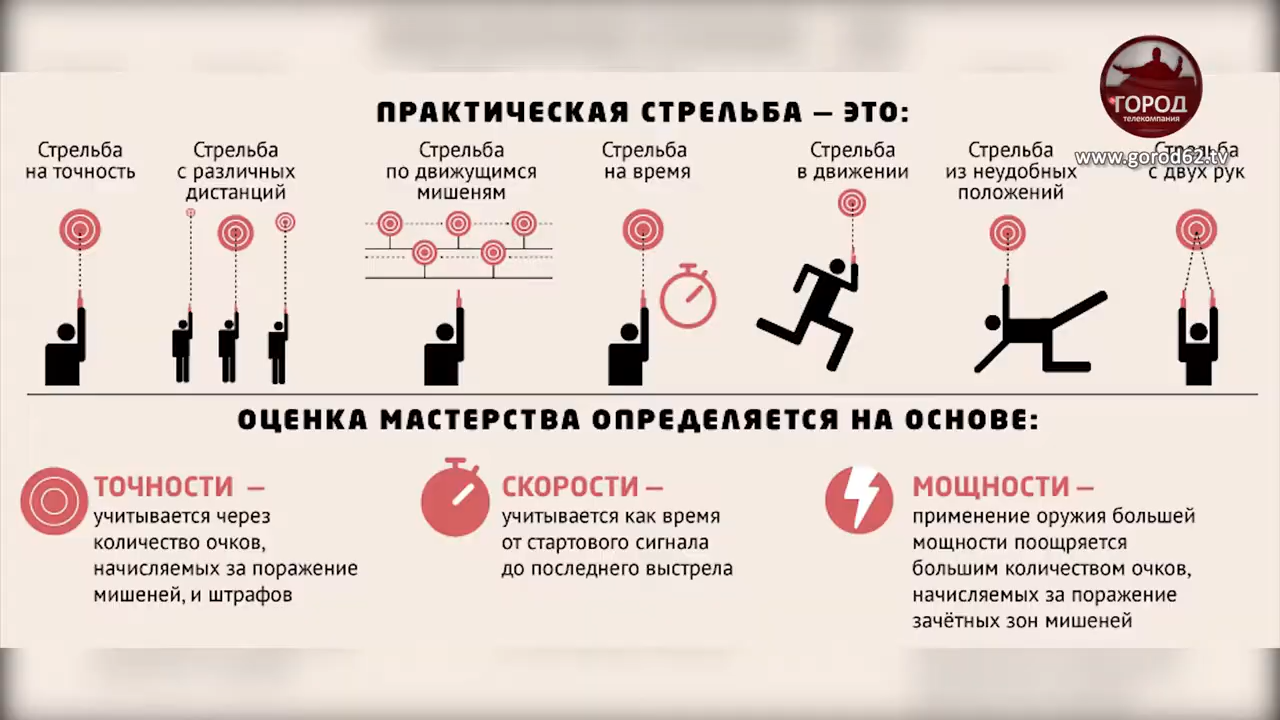 ПРАКТИЧЕСКАЯ СТРЕЛЬБА — ЭТО:
ГОРОД
телекомпания
www.gorod62.tv
Стрельба
на точность
Стрельба
с различных
дистанций
Стрельба
по движущимся
мишеням
Стрельба
на время
Стрельба
в движении
Стрельба
из неудобных
положений
Стрельба
с двух рук
ОЦЕНКА МАСТЕРСТВА ОПРЕДЕЛЯЕТСЯ НА ОСНОВЕ:
ТОЧНОСТИ —
учитывается через
количество очков,
начисляемых за поражение
мишеней, и штрафов
СКОРОСТИ —
учитывается как время
от стартового сигнала
до последнего выстрела
МОЩНОСТИ —
применение оружия большей
мощности поощряется
большим количеством очков,
начисляемых за поражение
зачётных зон мишеней